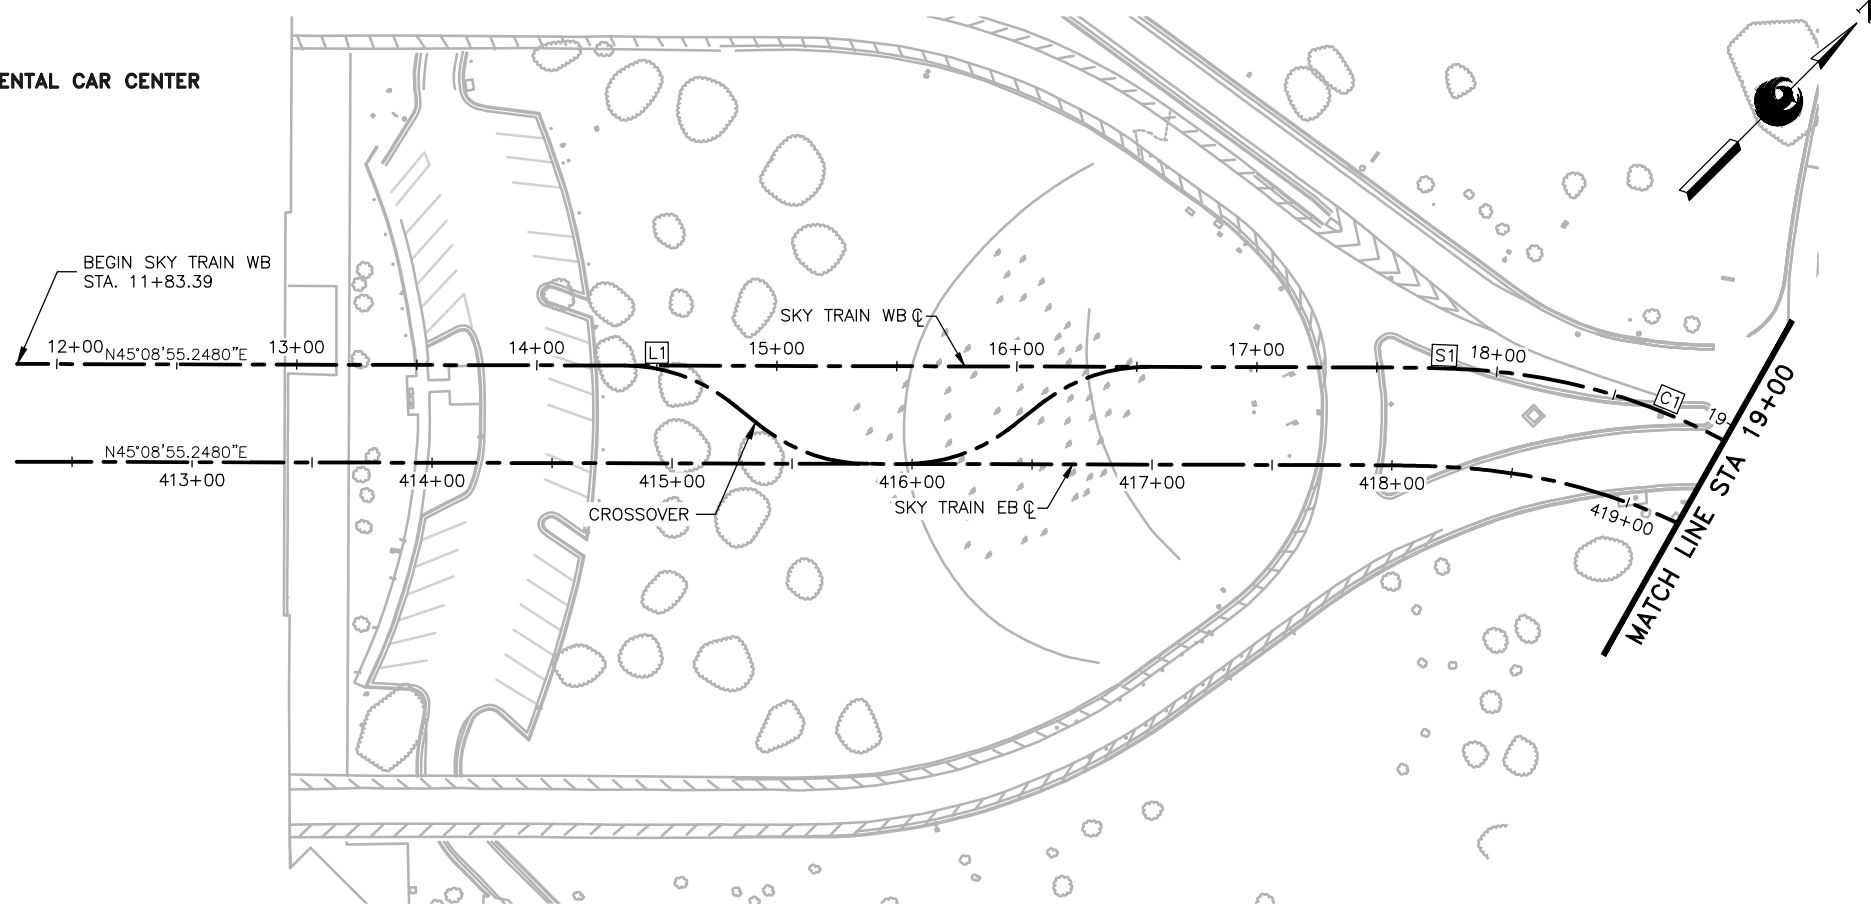 ENTAL CAR CENTER
BEGIN SKY TRAIN WB
STA. 11+83.39
SKY TRAIN WB ℄
12+00
N45°08'55.2480"E
13+00
14+00
L1
15+00
16+00
17+00
S1
18+00
C1
19-
N45°08'55.2480"E
413+00
414+00
415+00
416+00
417+00
418+00
419+00
CROSSOVER
SKY TRAIN EB ℄
MATCH LINE STA 19+00